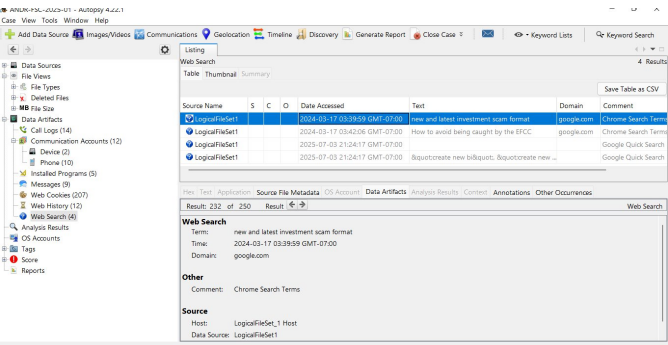 ANDR-FSC-2025-01 - Autopsy 4.22.1
Case View Tools Window Help
Add Data Source Images/Videos Communications Geolocation Timeline Discovery Generate Report Close Case Keyword Lists Keyword Search
Listing
Web Search 4 Results
Table Thumbnail Summary
Save Table as CSV
Source Name S C O Date Accessed Text Domain Comment
LogicalFileSet1 2024-03-17 03:39:59 GMT-07:00 new and latest investment scam format google.com Chrome Search Terms
LogicalFileSet1 2024-03-17 03:42:06 GMT-07:00 How to avoid being caught by the EFCC google.com Chrome Search Terms
LogicalFileSet1 2025-07-03 21:24:17 GMT-07:00 Google Quick Search
LogicalFileSet1 2025-07-03 21:24:17 GMT-07:00 &quot;create new bi&quot;. &quot;create new ... Google Quick Search
Data Sources
File Views
File Types
Deleted Files
MB File Size
Data Artifacts
Call Logs (14)
Communication Accounts (12)
Device (2)
Phone (10)
Installed Programs (5)
Messages (9)
Web Cookies (207)
Web History (12)
Web Search (4)
Analysis Results
OS Accounts
Tags
Score
Reports
Hex Text Application Source File Metadata OS Account Data Artifacts Analysis Results Context Annotations Other Occurrences
Result: 232 of 250 Result Web Search
Web Search
Term: new and latest investment scam format
Time: 2024-03-17 03:39:59 GMT-07:00
Domain: google.com
Other
Comment: Chrome Search Terms
Source
Host: LogicalFileSet_1 Host
Data Source: LogicalFileSet1